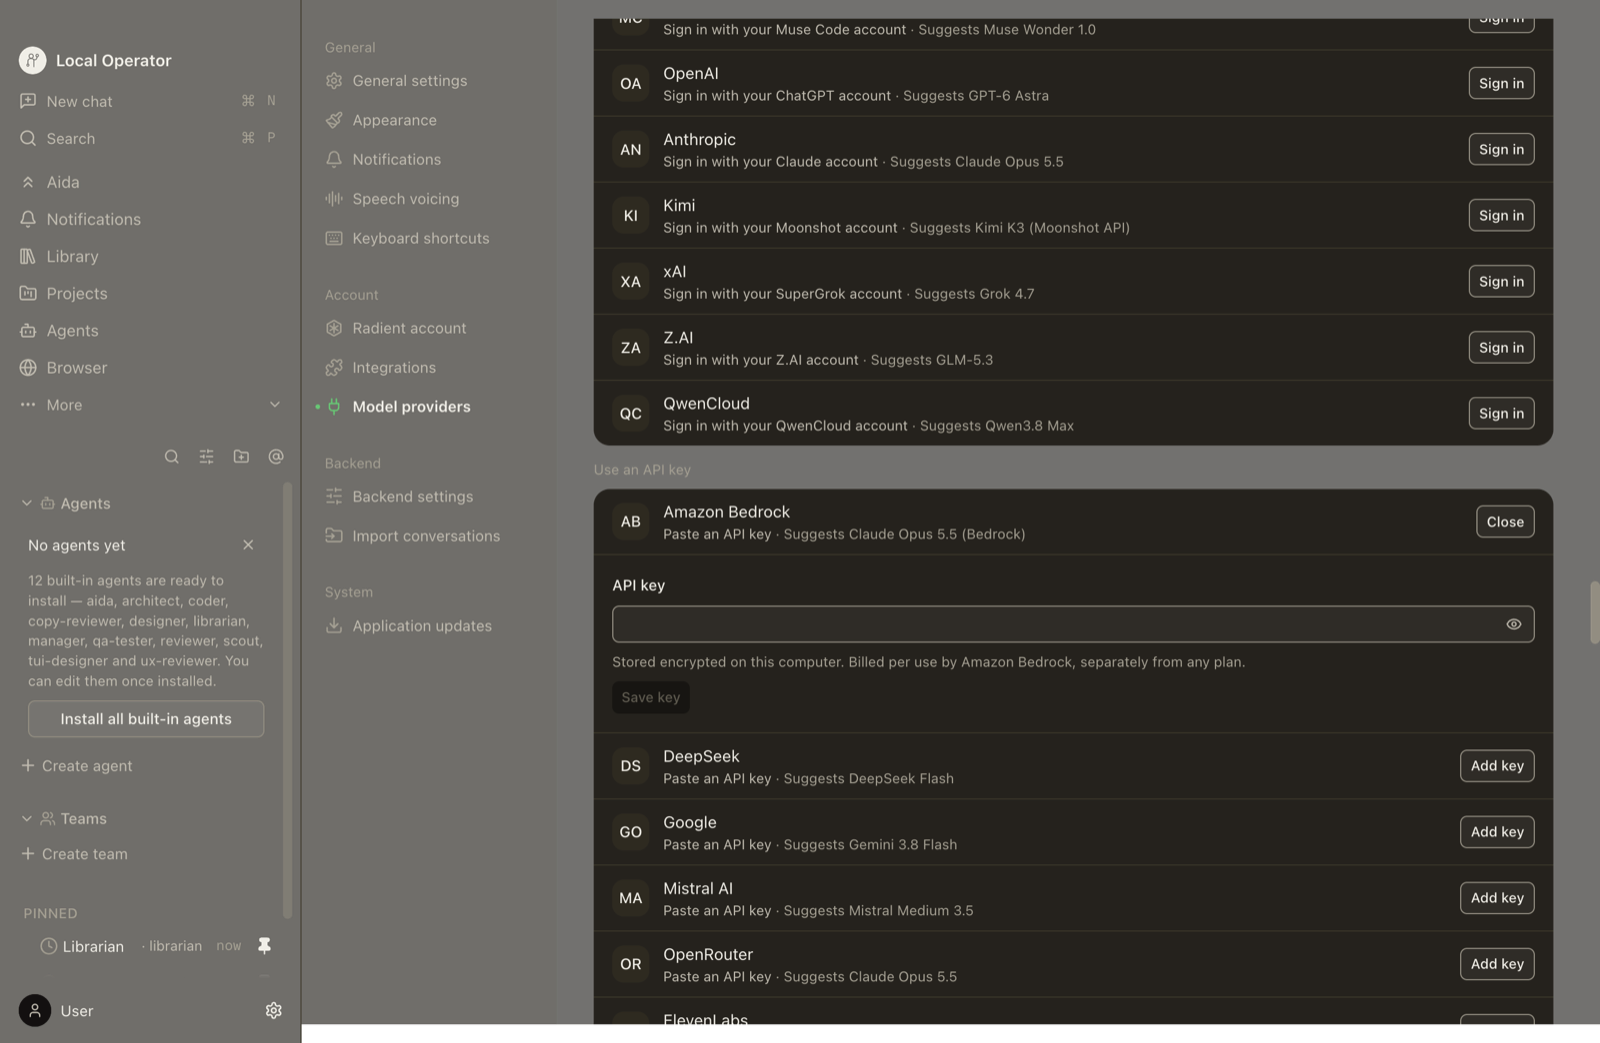 Local Operator
New chat ⌘ N
Search ⌘ P
Aida
Notifications
Library
Projects
Agents
Browser
More
Agents
No agents yet
12 built-in agents are ready to
install — aida, architect, coder,
copy-reviewer, designer, librarian,
manager, qa-tester, reviewer, scout,
tui-designer and ux-reviewer. You
can edit them once installed.
Install all built-in agents
Create agent
Teams
Create team
PINNED
Librarian · librarian now
User
General
General settings
Appearance
Notifications
Speech voicing
Keyboard shortcuts
Account
Radient account
Integrations
Model providers
Backend
Backend settings
Import conversations
System
Application updates
MC
Sign in with your Muse Code account · Suggests Muse Wonder 1.0
Sign in
OA
OpenAI
Sign in with your ChatGPT account · Suggests GPT-6 Astra
Sign in
AN
Anthropic
Sign in with your Claude account · Suggests Claude Opus 5.5
Sign in
KI
Kimi
Sign in with your Moonshot account · Suggests Kimi K3 (Moonshot API)
Sign in
XA
xAI
Sign in with your SuperGrok account · Suggests Grok 4.7
Sign in
ZA
Z.AI
Sign in with your Z.AI account · Suggests GLM-5.3
Sign in
QC
QwenCloud
Sign in with your QwenCloud account · Suggests Qwen3.8 Max
Sign in
Use an API key
AB
Amazon Bedrock
Paste an API key · Suggests Claude Opus 5.5 (Bedrock)
Close
API key
Stored encrypted on this computer. Billed per use by Amazon Bedrock, separately from any plan.
Save key
DS
DeepSeek
Paste an API key · Suggests DeepSeek Flash
Add key
GO
Google
Paste an API key · Suggests Gemini 3.8 Flash
Add key
MA
Mistral AI
Paste an API key · Suggests Mistral Medium 3.5
Add key
OR
OpenRouter
Paste an API key · Suggests Claude Opus 5.5
Add key
ElevenLabs